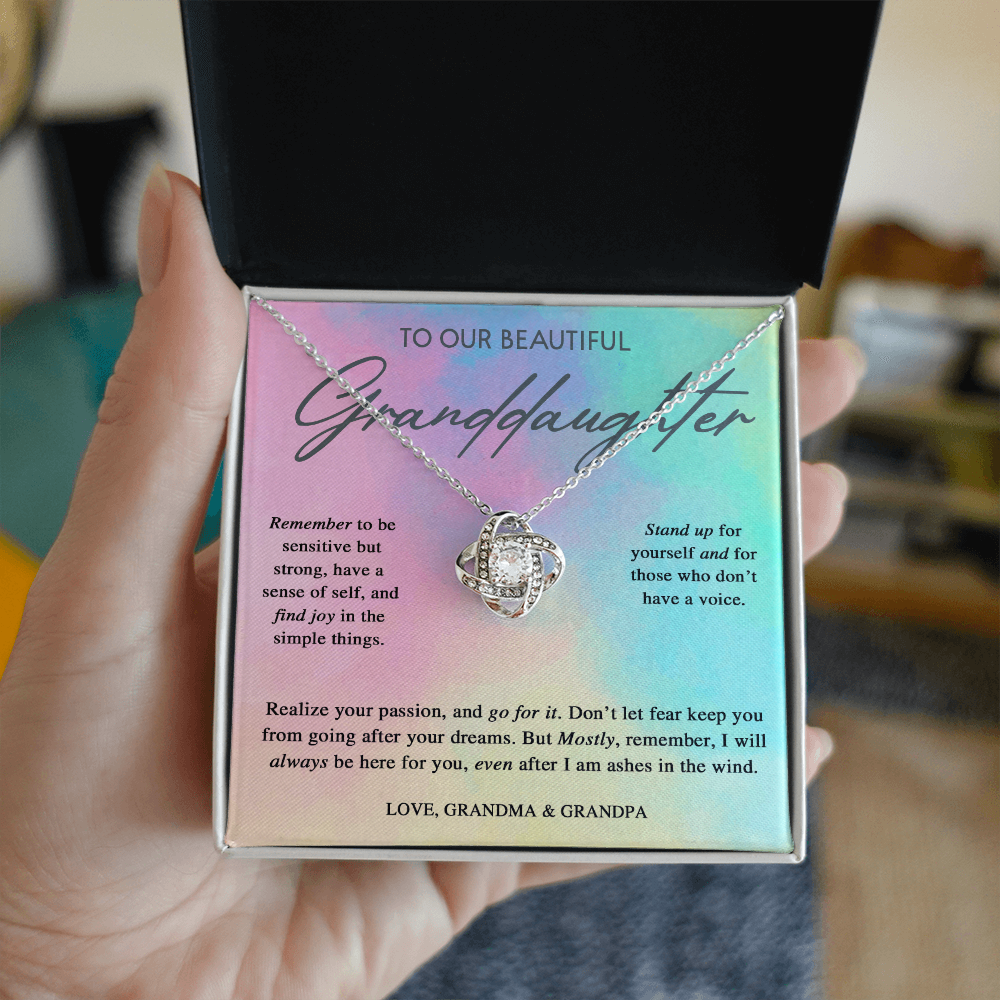 TO OUR BEAUTIFUL
Granddaughter
Remember to be
sensitive but
strong, have a
sense of self, and
find joy in the
simple things.
Stand up for
yourself and for
those who don't
have a voice.
Realize your passion, and go for it. Don't let fear keep you
from going after your dreams. But Mostly, remember, I will
always be here for you, even after I am ashes in the wind.
LOVE, GRANDMA & GRANDPA